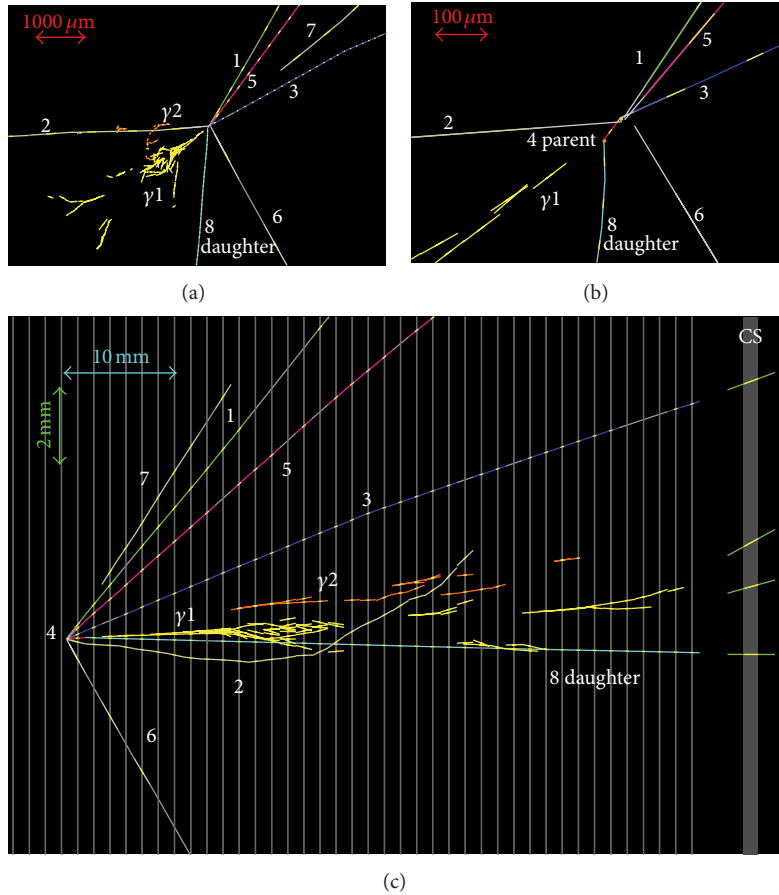 1000 μm
1
7
5
3
2
γ2
γ1
6
8
daughter
(a)
100 μm
1
5
3
2
4 parent
γ1
6
8
daughter
(b)
CS
10 mm
2 mm
1
7
5
3
γ2
γ1
4
2
8 daughter
6
(c)